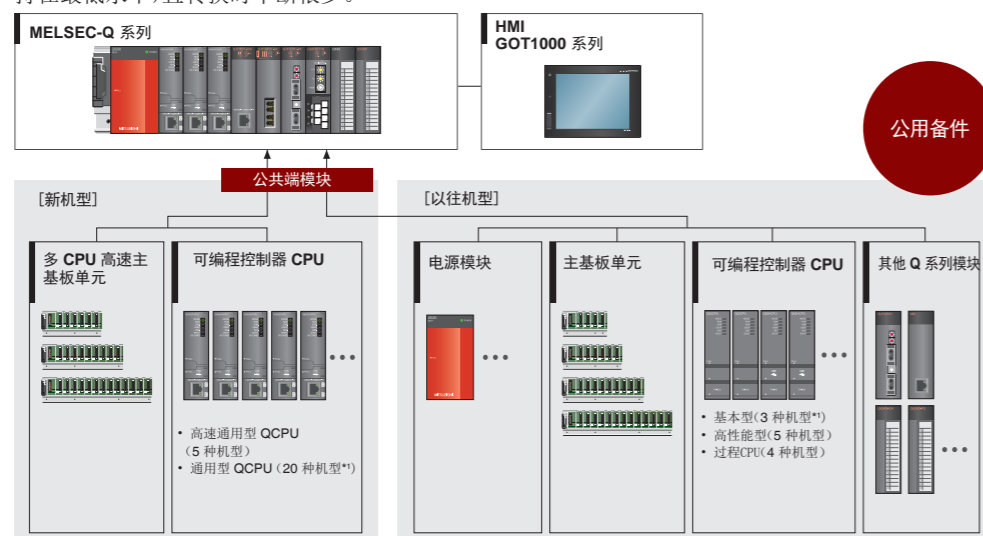 MELSEC-Q 系列
HMI
GOT1000 系列
公用备件
公共端模块
[新机型]
[以往机型]
多 CPU 高速主
基板单元
可编程控制器 CPU
• 高速通用型 QCPU
(5 种机型)
• 通用型 QCPU (20 种机型*1)
电源模块
主基板单元
可编程控制器 CPU
• 基本型(3 种机型*1)
• 高性能型(5 种机型)
• 过程CPU(4 种机型)
其他 Q 系列模块